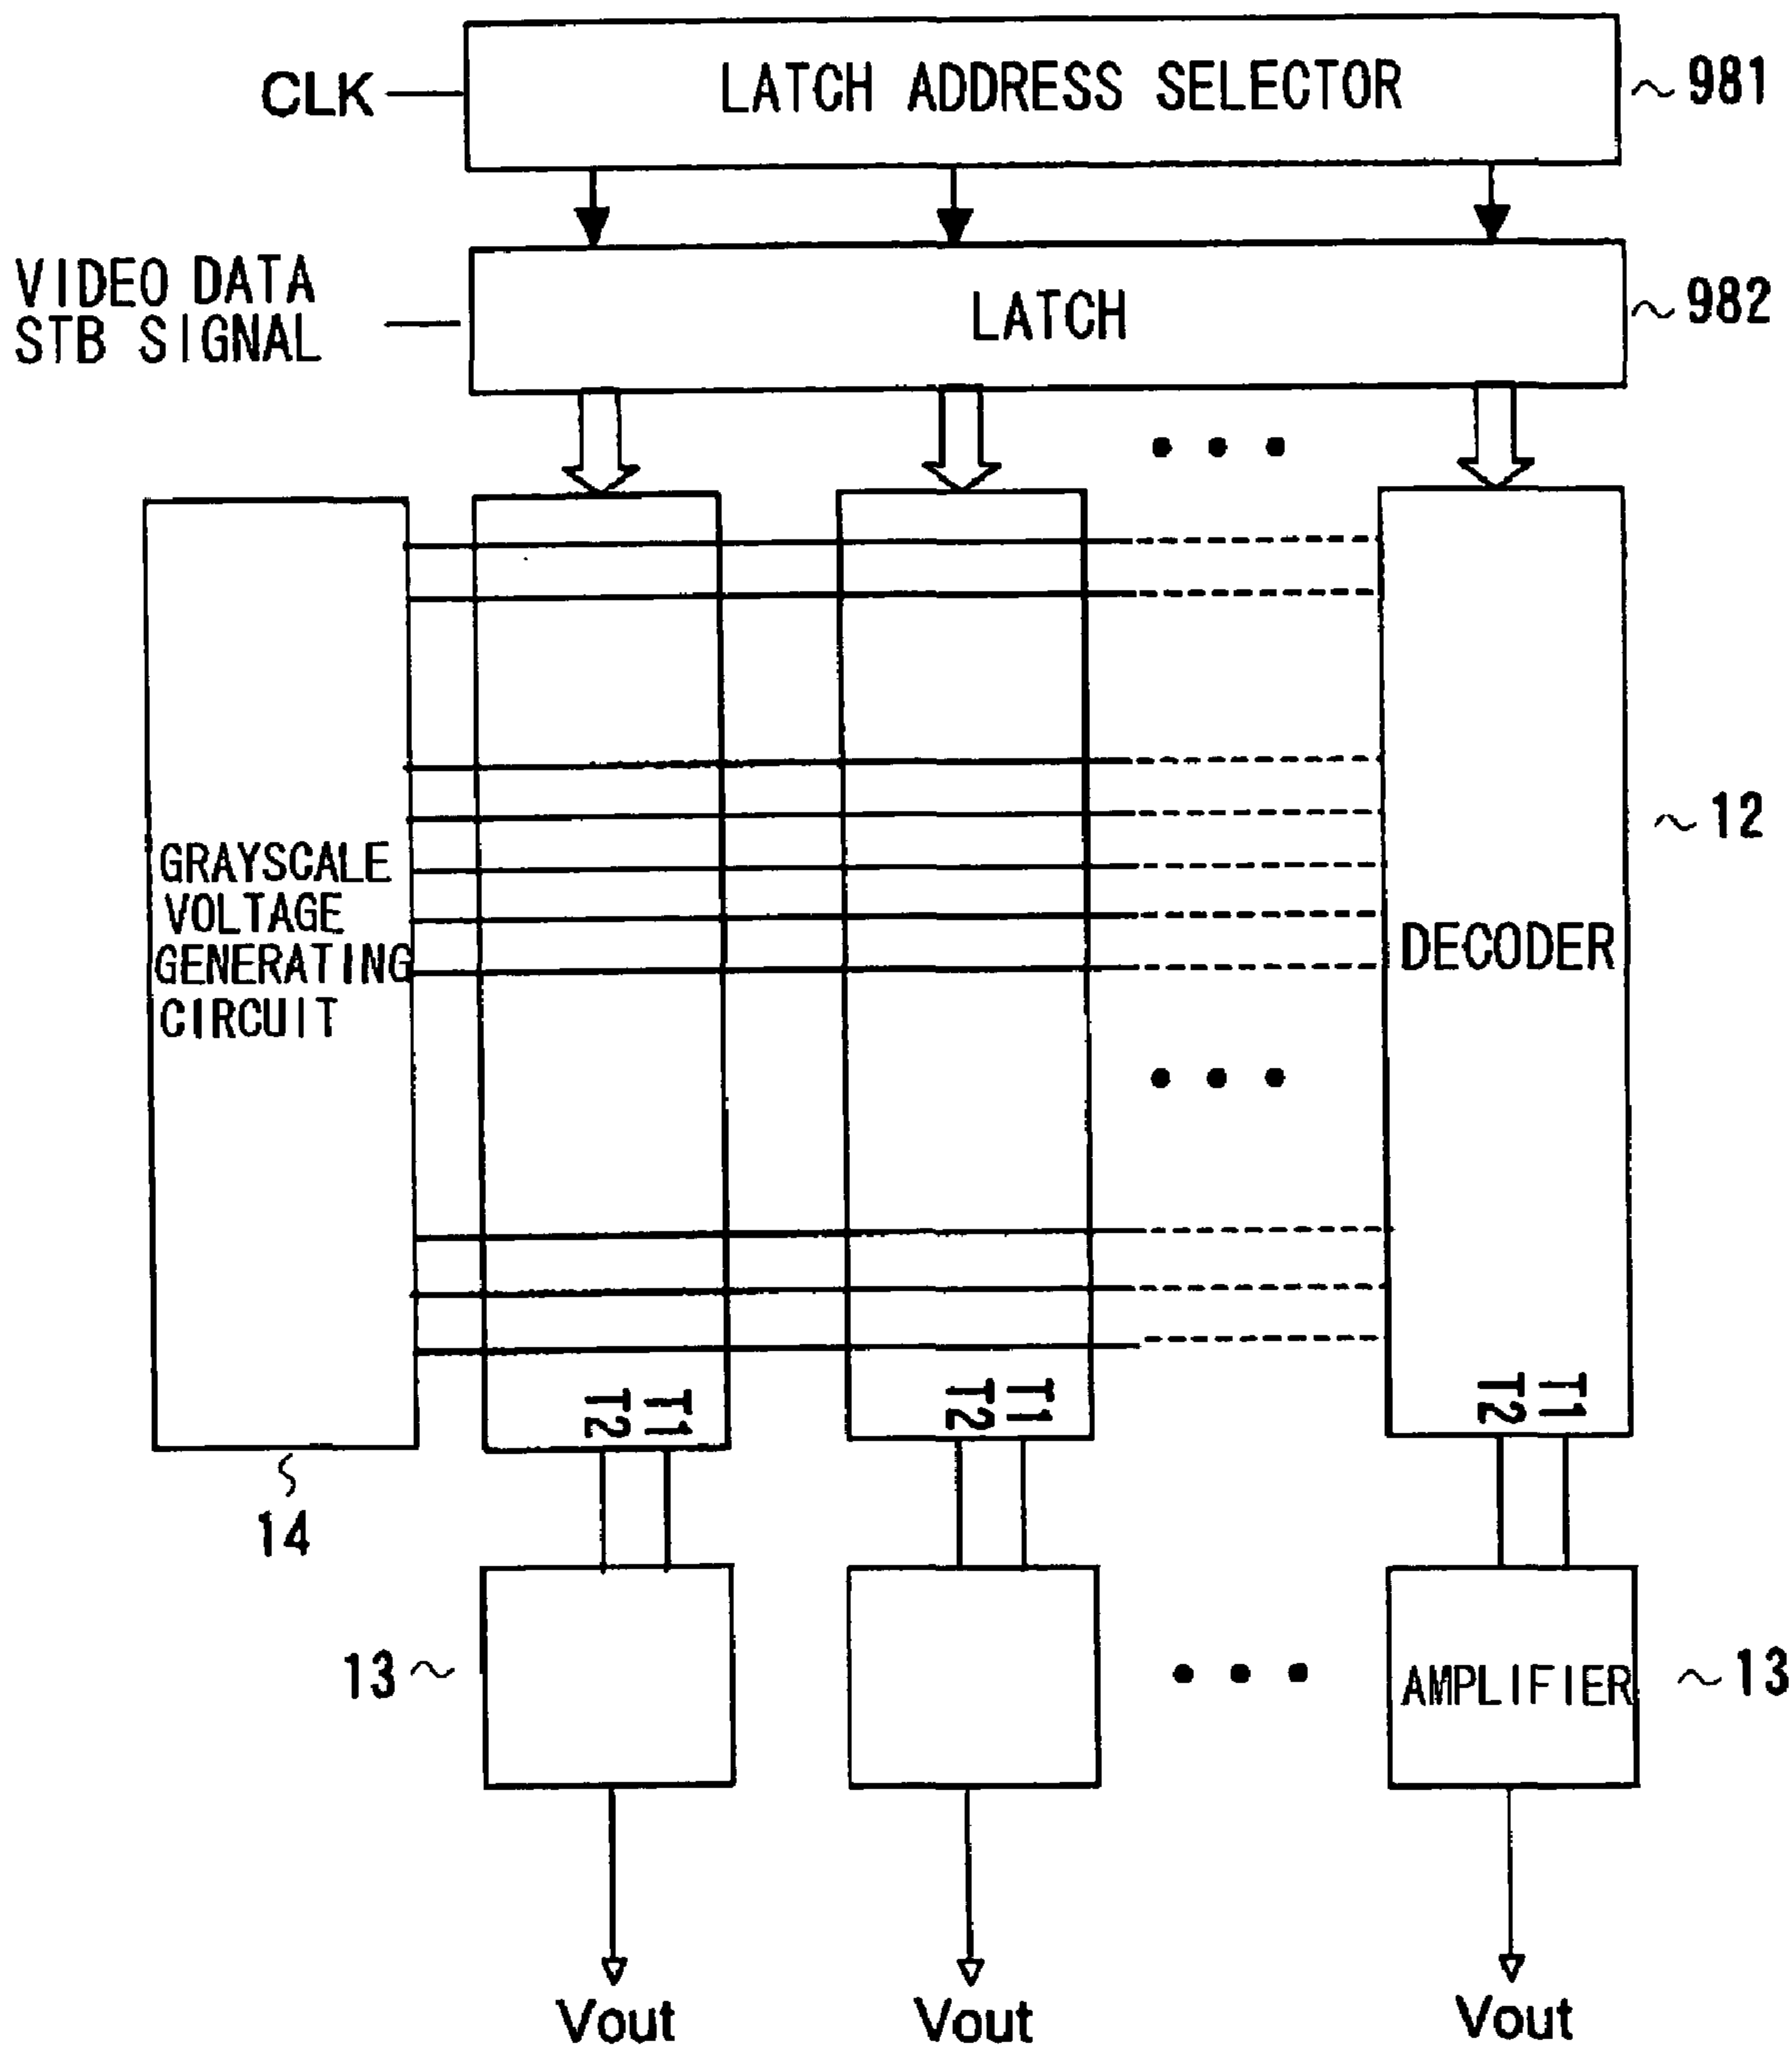 CLK
LATCH ADDRESS SELECTOR
981
VIDEO DATA
STB SIGNAL
LATCH
982
GRAYSCALE
VOLTAGE
GENERATING
CIRCUIT
DECODER
12
T2
T1
T2
T1
T2
T1
14
13
AMPLIFIER
13
Vout
Vout
Vout